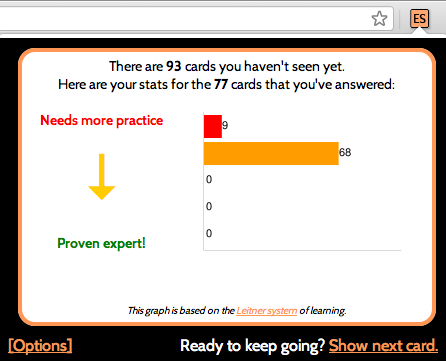 ES
There are 93 cards you haven't seen yet.
Here are your stats for the 77 cards that you've answered:
Needs more practice
9
68
0
0
Proven expert!
0
This graph is based on the Leitner system of learning.
[Options]
Ready to keep going? Show next card.